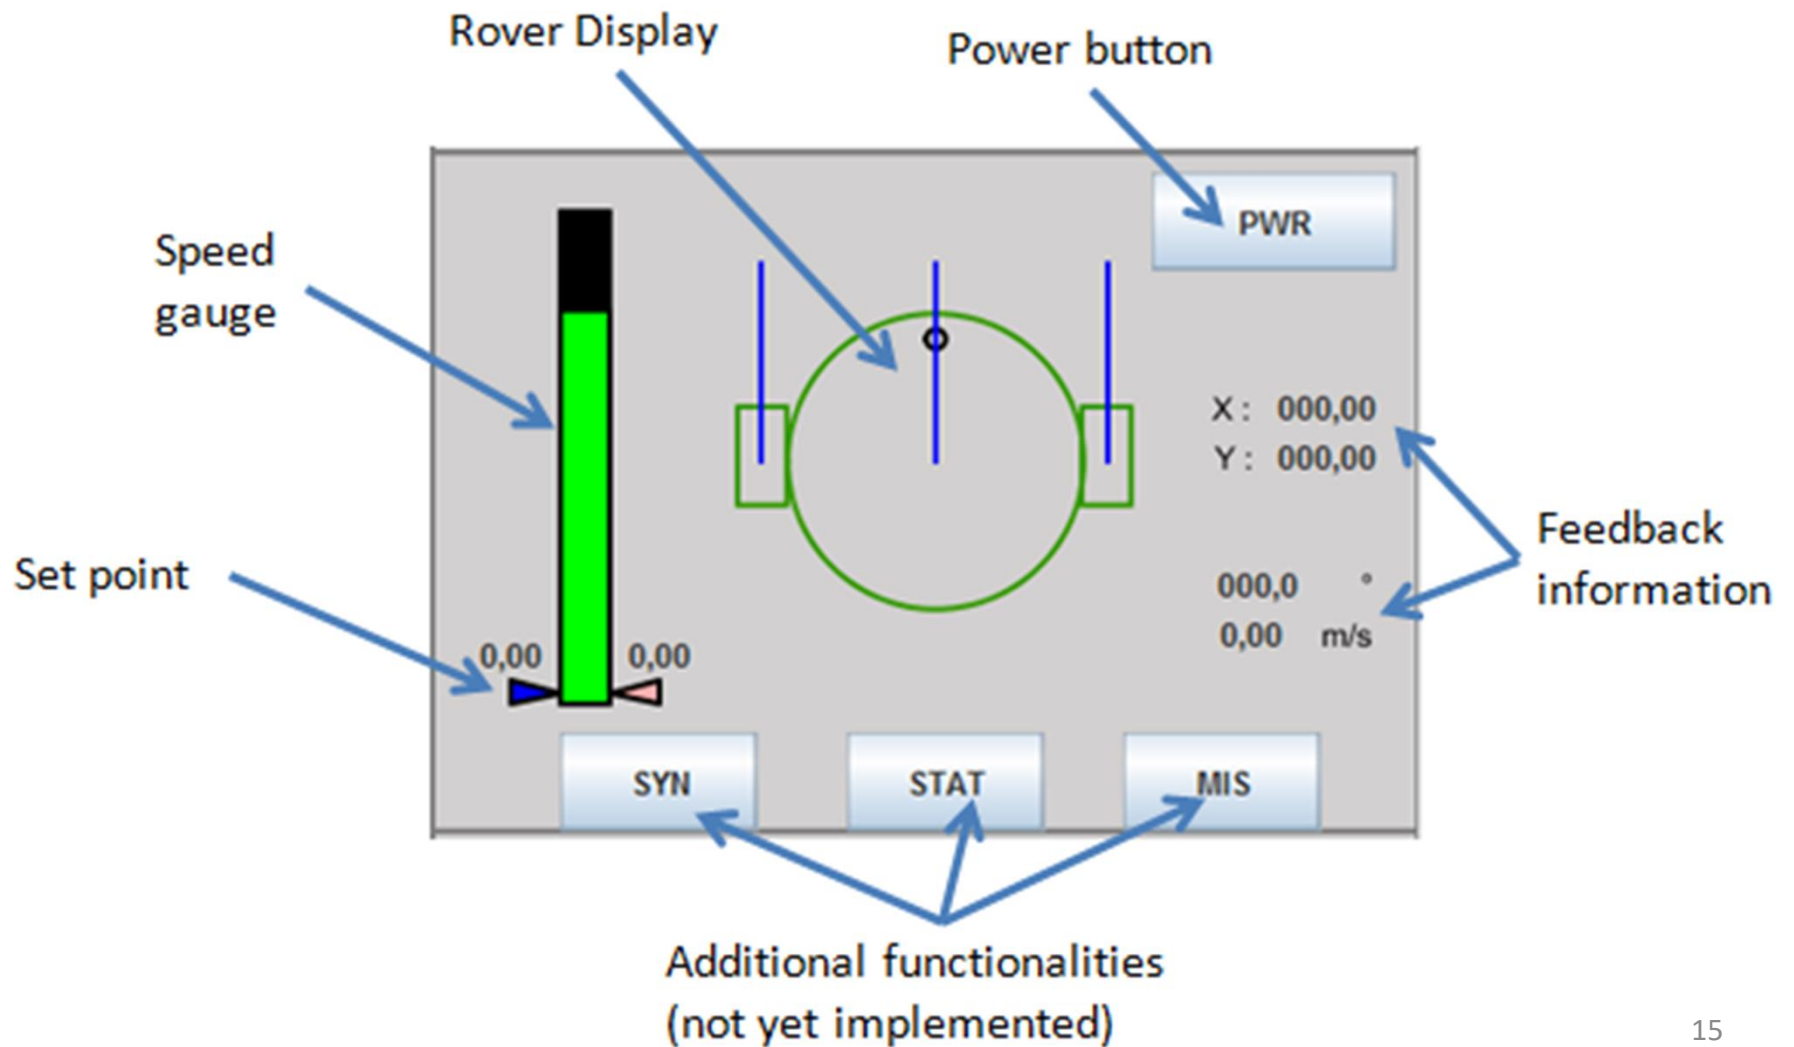 Rover Display
Power button
PWR
Speed
gauge
X : 000,00
Y : 000,00
Feedback
information
Set point
000,0 °
0,00 m/s
0,00 0,00
SYN STAT MIS
Additional functionalities
(not yet implemented)
15